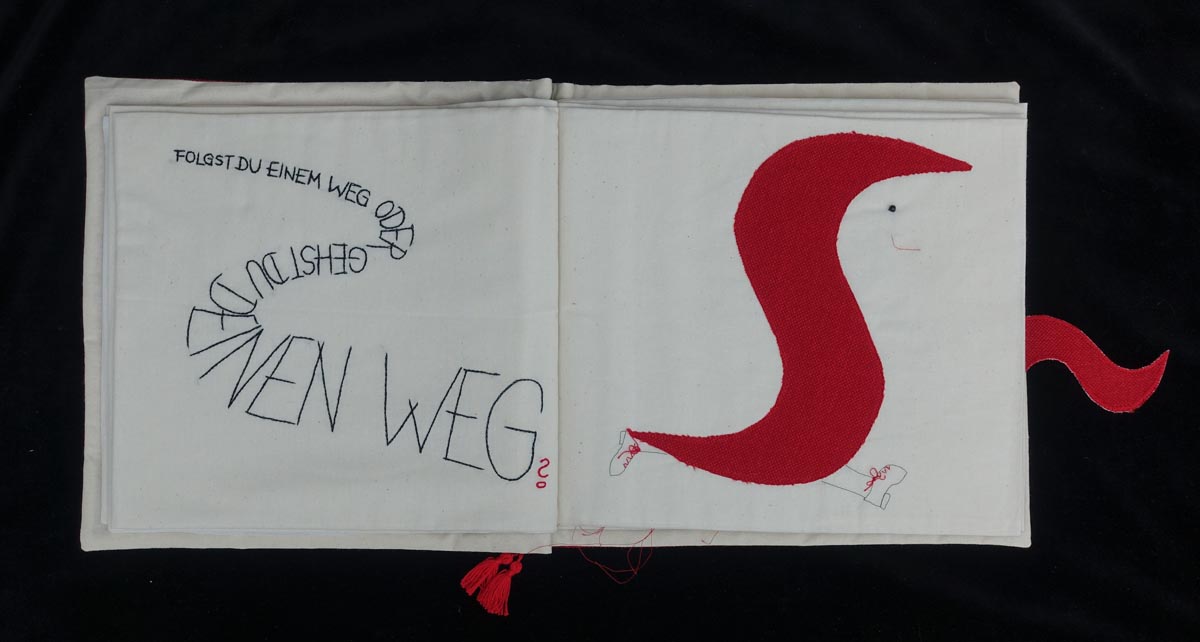 FOLGST DU EINEM WEG ODER
GEHST DU DEINEN WEG?